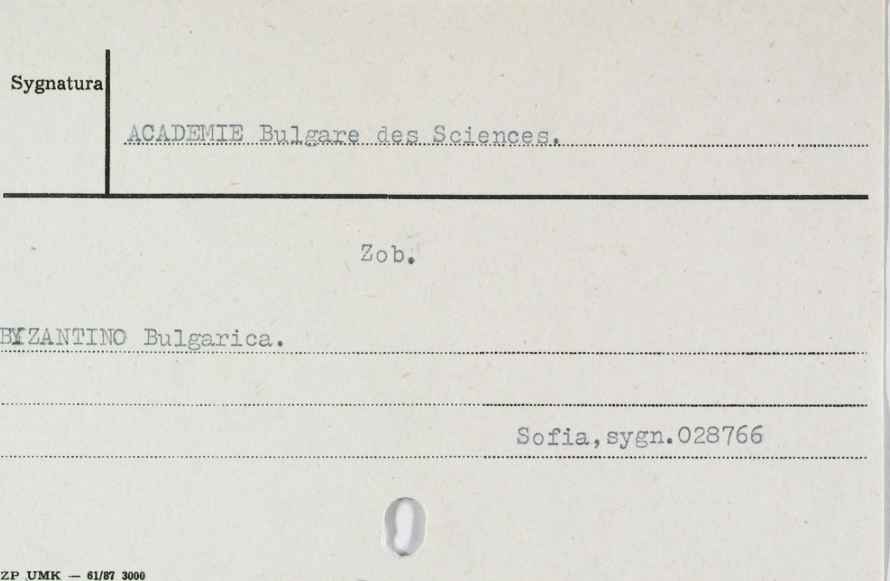 Sygnatura
ACADEMIE Bulgare des Sciences.
Zob.
BYZANTINO Bulgarica.
Sofia,sygn.028766
ZP UMK — 61/87 3000